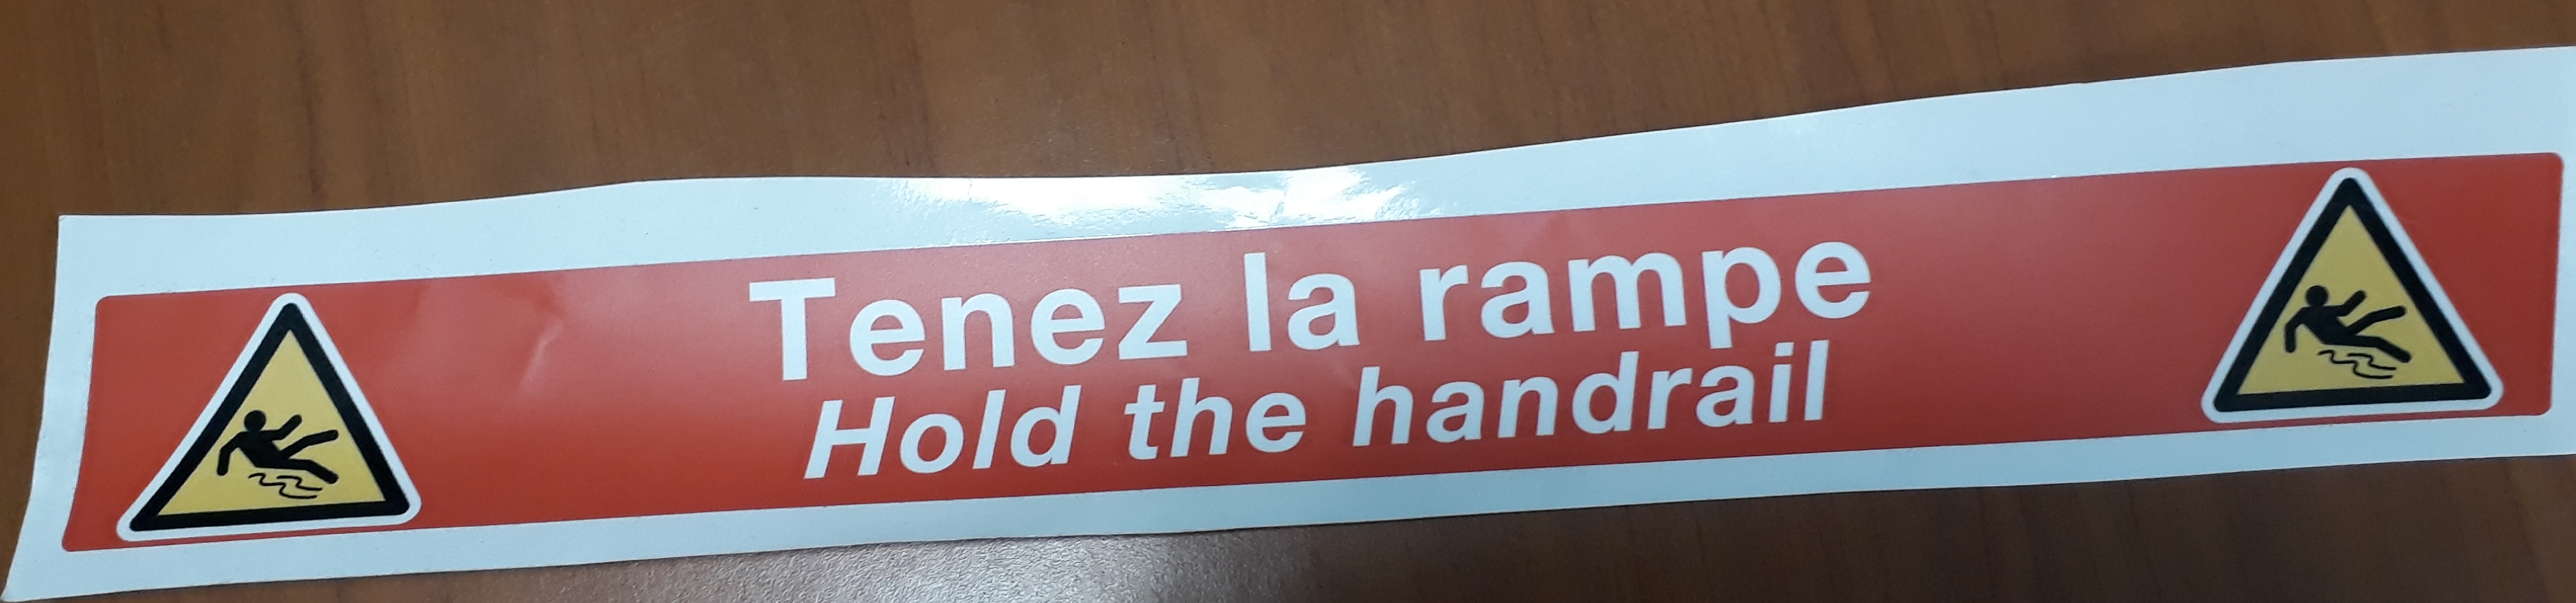 Tenez la rampe
Hold the handrail